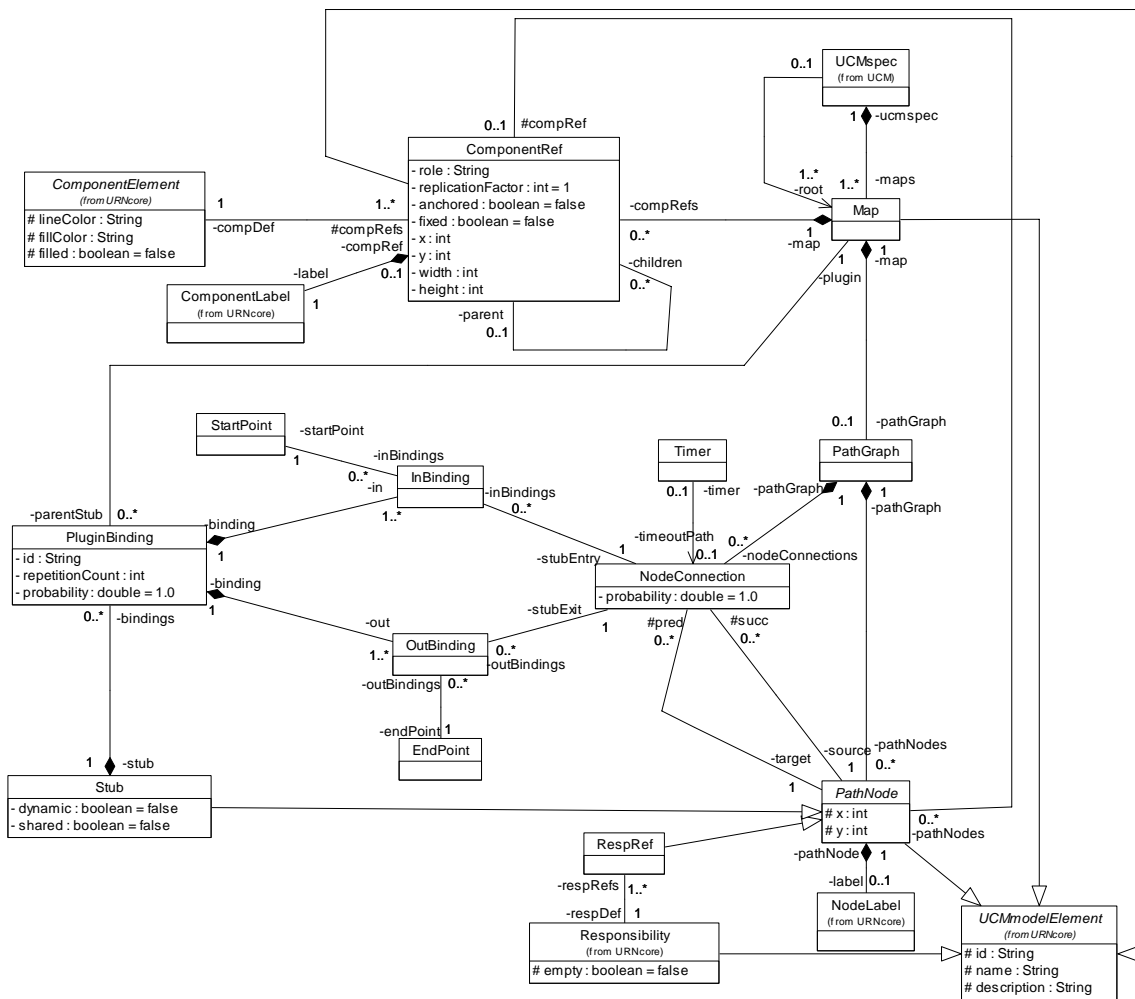 UCMspec
(from UCM)
0..1
1
-ucmspec
0..1
#compRef
ComponentRef
- role : String
- replicationFactor : int = 1
- anchored : boolean = false
- fixed : boolean = false
- x : int
- y : int
- width : int
- height : int
ComponentElement
(from URNcore)
# lineColor : String
# fillColor : String
# filled : boolean = false
1
-compDef
1..*
#compRefs
-compRef
0..1
-label
1
ComponentLabel
(from URNcore)
-compRefs
0..*
1..*
-root
1..*
-maps
Map
1
-map
1
-map
1
-plugin
-children
0..*
-parent
0..1
StartPoint
-startPoint
1
-inBindings
0..*
-in
1..*
InBinding
-inBindings
0..*
Timer
0..1
-timer
0..1
-pathGraph
PathGraph
-pathGraph
1
1
-pathGraph
-parentStub
0..*
PluginBinding
- id : String
- repetitionCount : int
- probability : double = 1.0
-binding
1
-binding
1
1
-stubEntry
-timeoutPath
0..1
0..*
-nodeConnections
NodeConnection
- probability : double = 1.0
0..*
-bindings
-out
1..*
OutBinding
-stubExit
1
0..*
-outBindings
-outBindings
0..*
#pred
0..*
#succ
0..*
-endPoint
1
EndPoint
1
-stub
Stub
- dynamic : boolean = false
- shared : boolean = false
-target
1
-source
1
-pathNodes
0..*
PathNode
# x : int
# y : int
0..*
-pathNodes
RespRef
-pathNode
1
-respRefs
1..*
-label
0..1
NodeLabel
(from URNcore)
-respDef
1
Responsibility
(from URNcore)
# empty : boolean = false
UCMmodelElement
(from URNcore)
# id : String
# name : String
# description : String